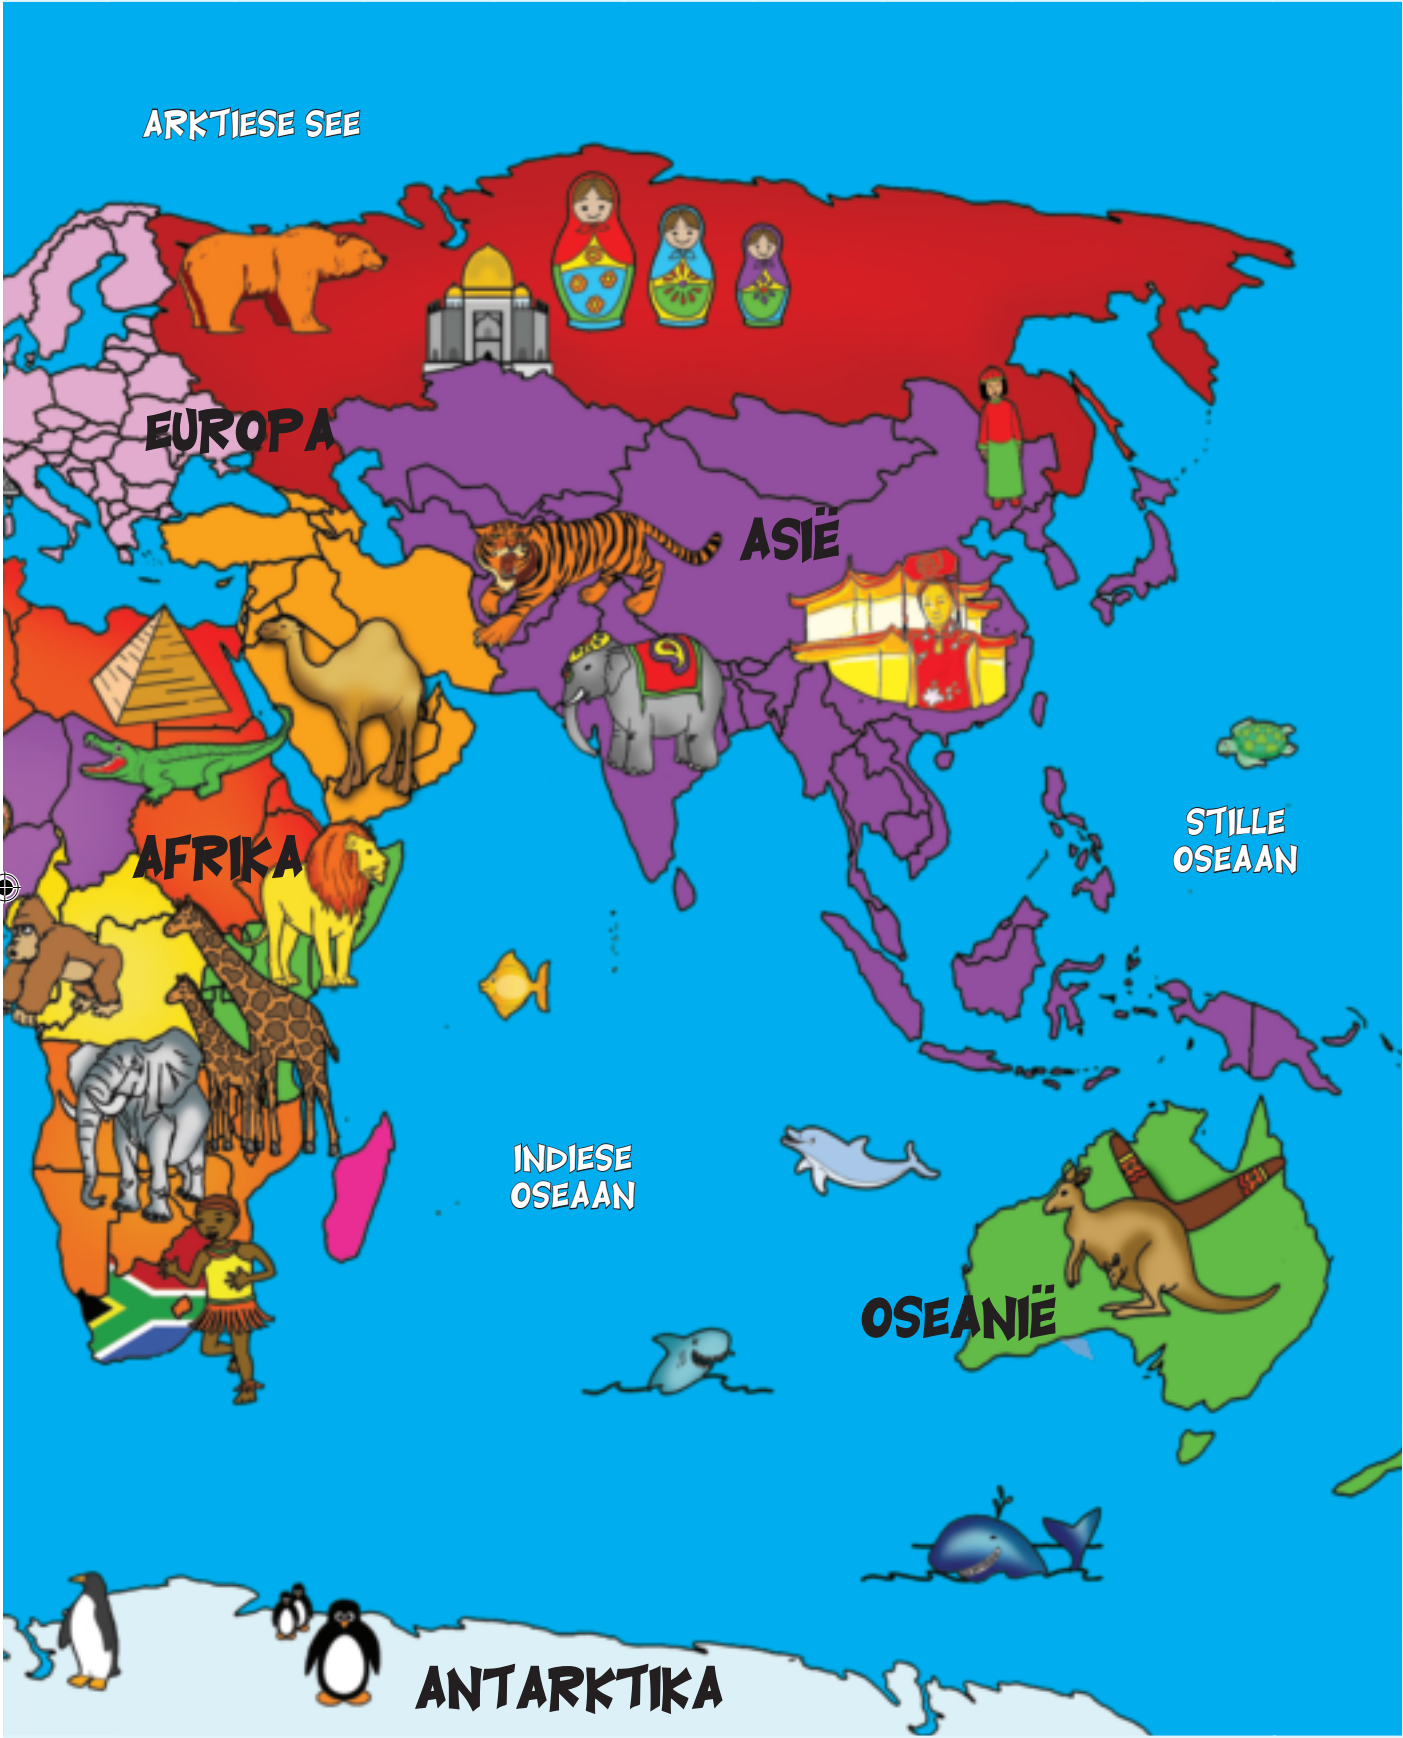 ARKTIESE SEE
EUROPA
ASIË
STILLE
OSEAAN
AFRIKA
INDIESE
OSEAAN
OSEANIË
ANTARKTIKA